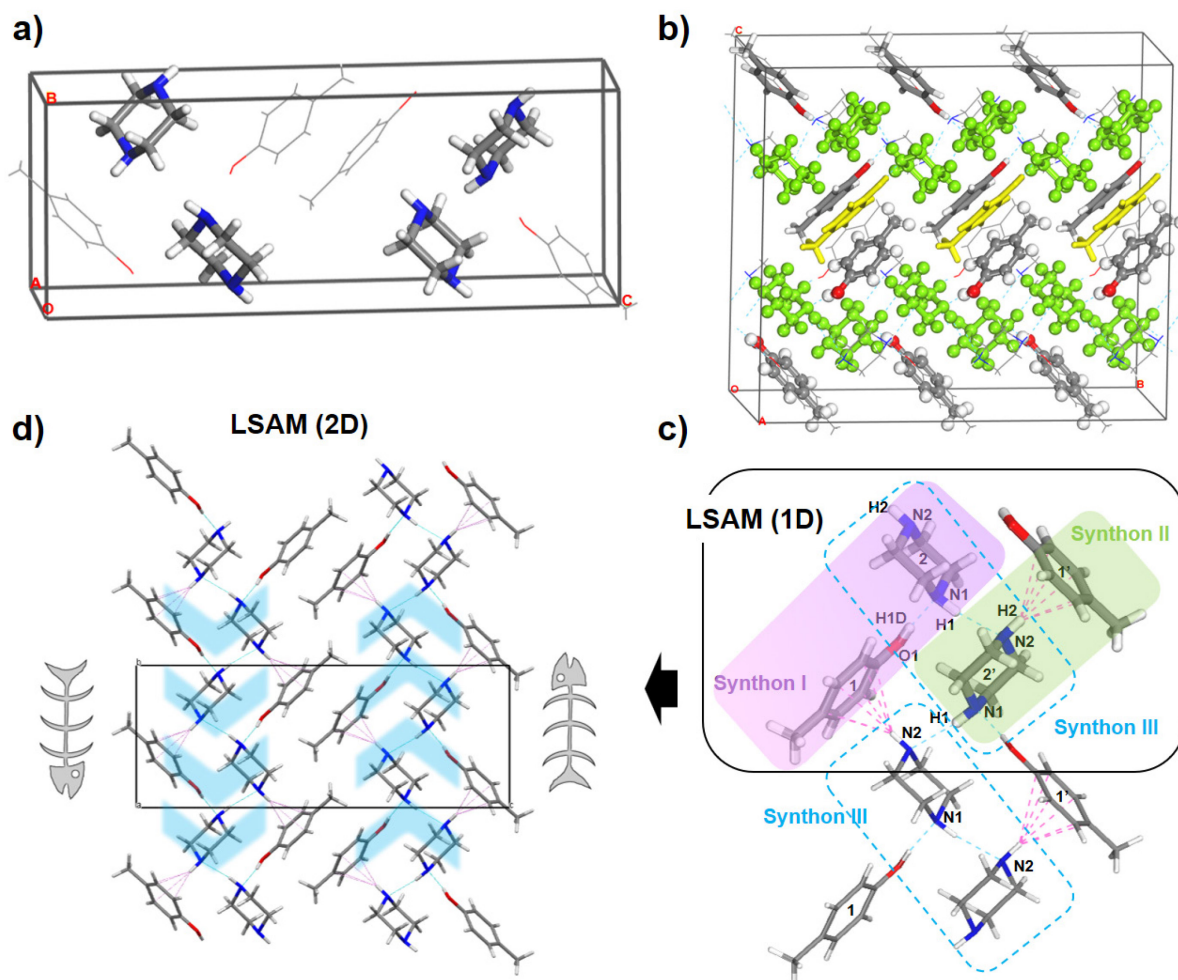 a)
B
A
O
C
b)
C
O
A
B
d)
LSAM (2D)
b
a
c
c)
LSAM (1D)
H2
N2
2
N1
H1
H1D
O1
Synthon I
1
Synthon II
1'
H2
N2
2'
N1
H1
Synthon III
N2
N1
Synthon III
1'
N2
1